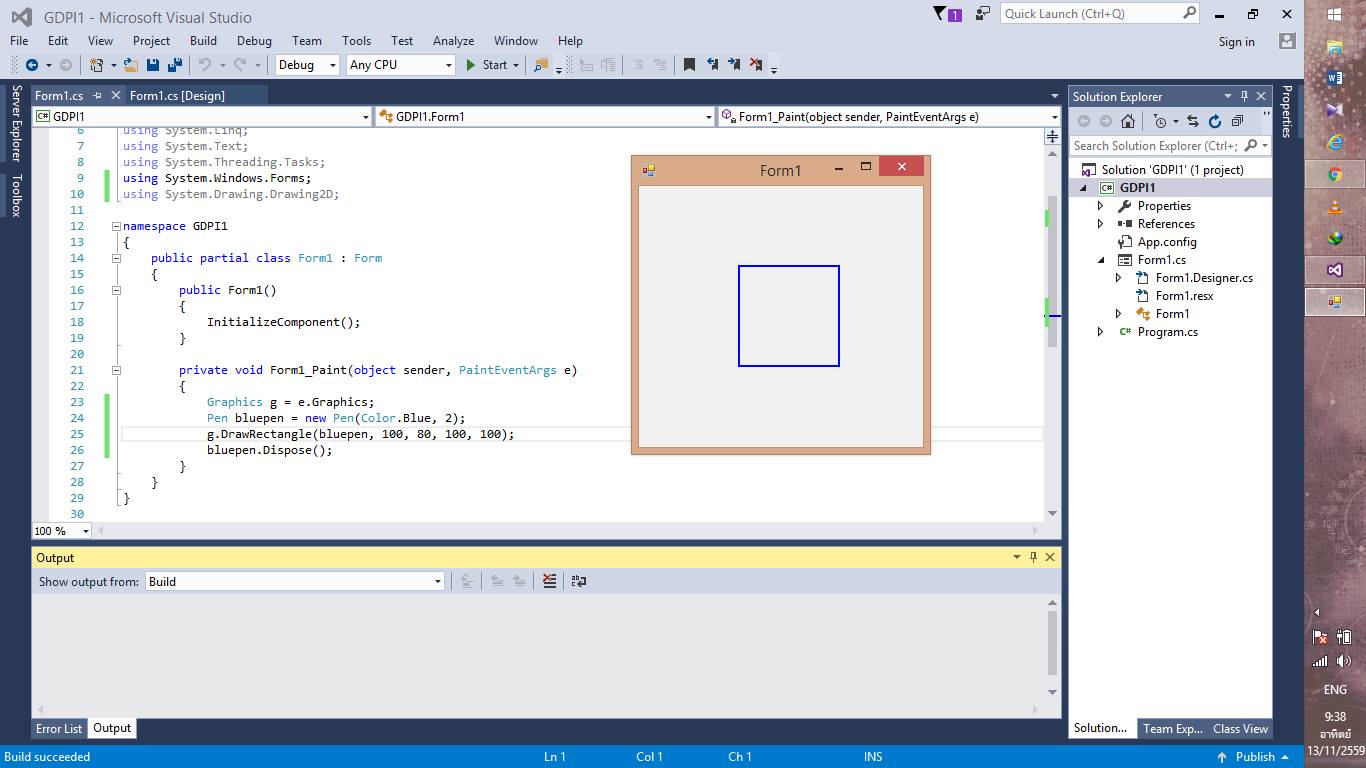 GDPI1 - Microsoft Visual Studio
1
Quick Launch (Ctrl+Q)
File Edit View Project Build Debug Team Tools Test Analyze Window Help
Sign in
Debug Any CPU Start
Server Explorer
Toolbox
Form1.cs Form1.cs [Design]
GDPI1 GDPI1.Form1 Form1_Paint(object sender, PaintEventArgs e)
6 using System.Linq;
7 using System.Text;
8 using System.Threading.Tasks;
9 using System.Windows.Forms;
10 using System.Drawing.Drawing2D;
11
12 namespace GDPI1
13 {
14 public partial class Form1 : Form
15 {
16 public Form1()
17 {
18 InitializeComponent();
19 }
20
21 private void Form1_Paint(object sender, PaintEventArgs e)
22 {
23 Graphics g = e.Graphics;
24 Pen bluepen = new Pen(Color.Blue, 2);
25 g.DrawRectangle(bluepen, 100, 80, 100, 100);
26 bluepen.Dispose();
27 }
28 }
29 }
30
100 %
Form1
Output
Show output from: Build
Error List Output
Solution Explorer
Search Solution Explorer (Ctrl+;
Solution 'GDPI1' (1 project)
GDPI1
Properties
References
App.config
Form1.cs
Form1.Designer.cs
Form1.resx
Form1
Program.cs
Solution... Team Exp... Class View
Properties
Build succeeded Ln 1 Col 1 Ch 1 INS Publish
ENG
9:38
อาทิตย์
13/11/2559